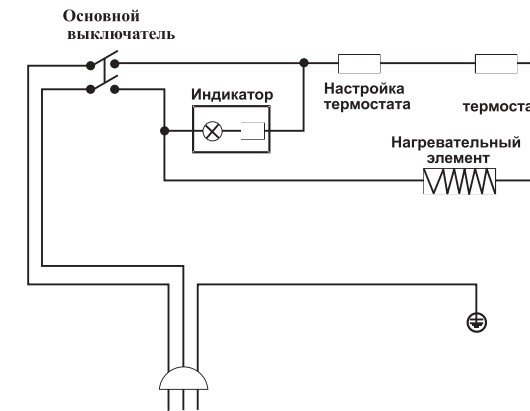 Основной
выключатель
Индикатор
Настройка
термостата
Нагревательный
элемент